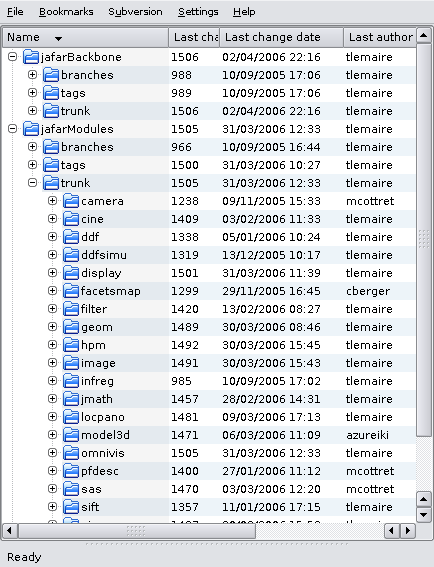 File Bookmarks Subversion Settings Help
Name Last cha Last change date Last author
jafarBackbone 1506 02/04/2006 22:16 tlemaire
branches 988 10/09/2005 17:06 tlemaire
tags 989 10/09/2005 17:06 tlemaire
trunk 1506 02/04/2006 22:16 tlemaire
jafarModules 1505 31/03/2006 12:33 tlemaire
branches 966 10/09/2005 16:44 tlemaire
tags 1500 31/03/2006 10:27 tlemaire
trunk 1505 31/03/2006 12:33 tlemaire
camera 1238 09/11/2005 15:33 mcottret
cine 1409 03/02/2006 11:33 tlemaire
ddf 1338 05/01/2006 10:24 tlemaire
ddfsimu 1319 13/12/2005 10:17 tlemaire
display 1501 31/03/2006 11:39 tlemaire
facetsmap 1299 29/11/2005 16:45 cberger
filter 1420 13/02/2006 08:27 tlemaire
geom 1489 30/03/2006 08:46 tlemaire
hpm 1492 30/03/2006 15:45 tlemaire
image 1491 30/03/2006 15:43 tlemaire
infreg 985 10/09/2005 17:02 tlemaire
jmath 1457 28/02/2006 14:31 tlemaire
locpano 1481 09/03/2006 17:13 tlemaire
model3d 1471 06/03/2006 11:09 azureiki
omnivis 1505 31/03/2006 12:33 tlemaire
pfdesc 1400 27/01/2006 11:12 mcottret
sas 1470 03/03/2006 12:20 mcottret
sift 1357 11/01/2006 17:15 tlemaire
Ready